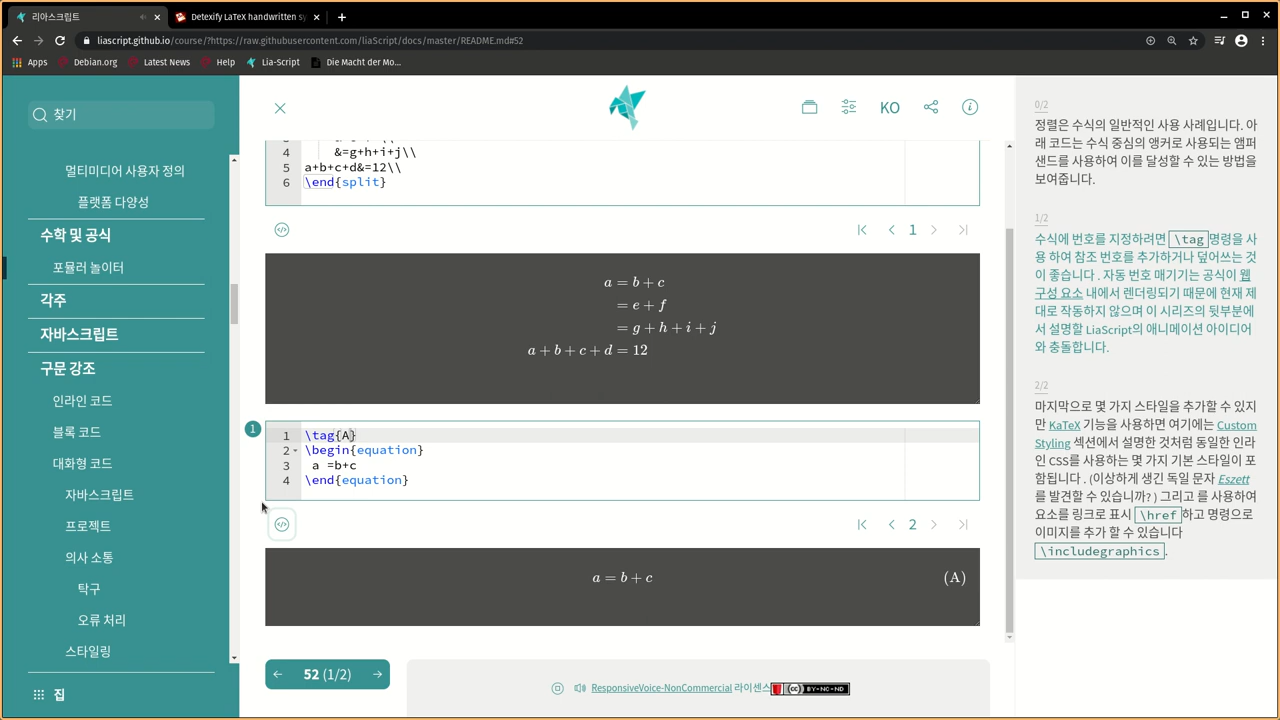 리아스크립트
Detexify LaTeX handwritten sy
liascript.github.io/course/?https://raw.githubusercontent.com/liaScript/docs/master/README.md#52
Apps
Debian.org
Latest News
Help
Lia-Script
Die Macht der Mo...
찾기
멀티미디어 사용자 정의
플랫폼 다양성
수학 및 공식
포뮬러 놀이터
각주
자바스크립트
구문 강조
인라인 코드
블록 코드
대화형 코드
자바스크립트
프로젝트
의사 소통
탁구
오류 처리
스타일링
집
KO
4 &=g+h+i+j\\
5 a+b+c+d&=12\\
6 \end{split}
1
a = b + c
= e + f
= g + h + i + j
a + b + c + d = 12
1
1 \tag{A}
2 \begin{equation}
3 a =b+c
4 \end{equation}
2
a = b + c (A)
52 (1/2)
ResponsiveVoice-NonCommercial 라이센스
cc BY-NC-ND
0/2
정렬은 수식의 일반적인 사용 사례입니다. 아
래 코드는 수식 중심의 앵커로 사용되는 앰퍼
샌드를 사용하여 이를 달성할 수 있는 방법을
보여줍니다.
1/2
수식에 번호를 지정하려면 \tag 명령을 사
용 하여 참조 번호를 추가하거나 덮어쓰는 것
이 좋습니다 . 자동 번호 매기기는 공식이 웹
구성 요소 내에서 렌더링되기 때문에 현재 제
대로 작동하지 않으며 이 시리즈의 뒷부분에
서 설명할 LiaScript의 애니메이션 아이디어
와 충돌합니다.
2/2
마지막으로 몇 가지 스타일을 추가할 수 있지
만 KaTeX 기능을 사용하면 여기에는 Custom
Styling 섹션에서 설명한 것처럼 동일한 인라
인 CSS를 사용하는 몇 가지 기본 스타일이 포
함됩니다 . (이상하게 생긴 독일 문자 Eszett
를 발견할 수 있습니까? ) 그리고 를 사용하여
요소를 링크로 표시 \href 하고 명령으로
이미지를 추가 할 수 있습니다
\includegraphics .